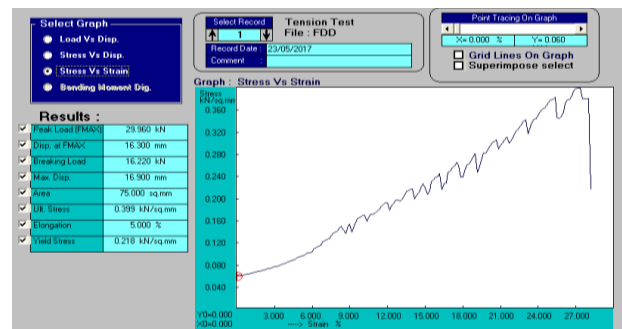 Select Graph
Load Vs Disp.
Stress Vs Disp.
Stress Vs Strain
Bending Moment Dig.
Results :
Peak Load (FMAX) 29.960 kN
Disp. at FMAX 16.300 mm
Breaking Load 16.220 kN
Max. Disp. 16.900 mm
Area 75.000 sq.mm
Ult. Stress 0.399 kN/sq.mm
Elongation 5.000 %
Yield Stress 0.218 kN/sq.mm
Select Record
1
Tension Test
File : FDD
Record Date : 23/05/2017
Comment :
Point Tracing On Graph
X= 0.000 % Y= 0.060
Grid Lines On Graph
Superimpose select
Graph : Stress Vs Strain
Stress
kN/sq.mm
0.360
0.320
0.280
0.240
0.200
0.160
0.120
0.080
0.040
Y0=0.000
X0=0.000
3.000 6.000 9.000 12.000 15.000 18.000 21.000 24.000 27.000
----> Strain %